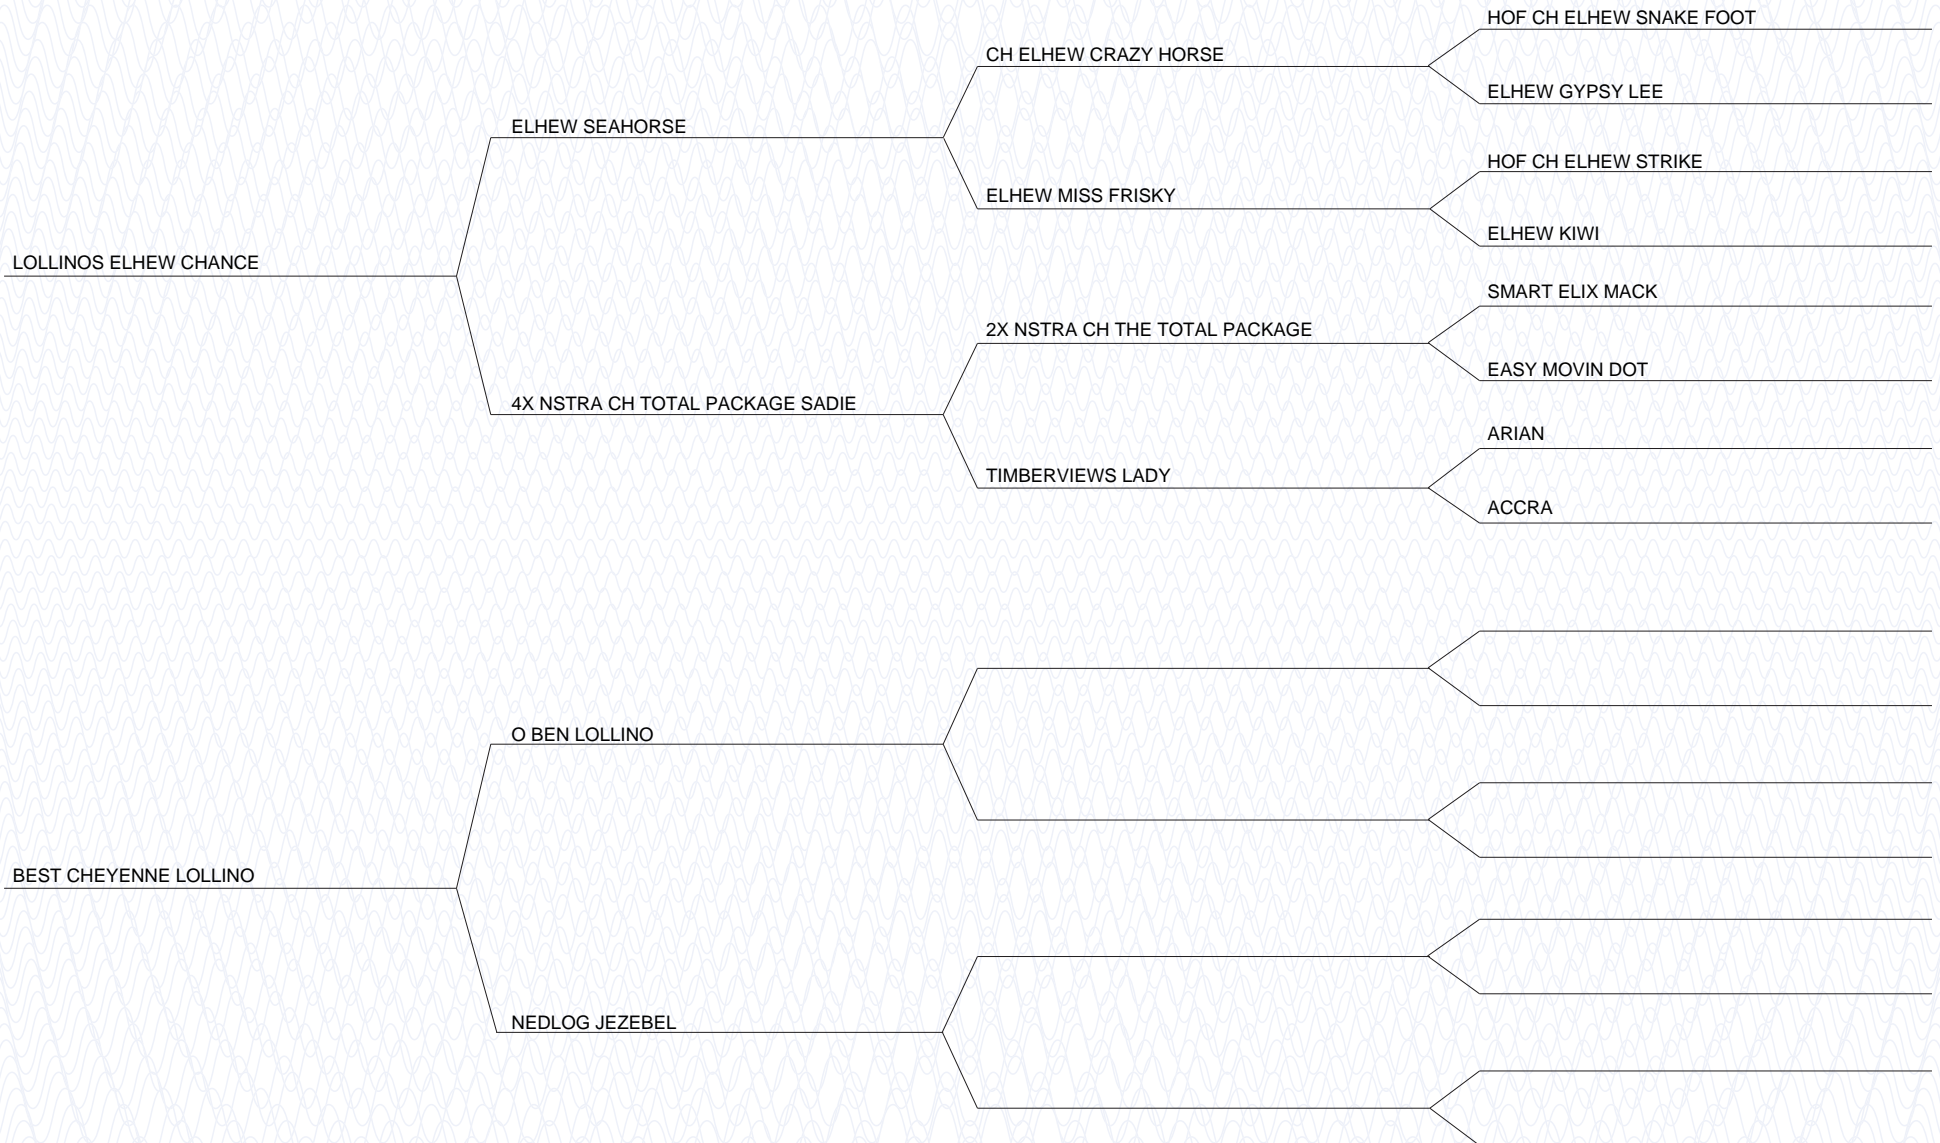 HOF CH ELHEW SNAKE FOOT
CH ELHEW CRAZY HORSE
ELHEW GYPSY LEE
ELHEW SEAHORSE
HOF CH ELHEW STRIKE
ELHEW MISS FRISKY
ELHEW KIWI
LOLLINOS ELHEW CHANCE
SMART ELIX MACK
2X NSTRA CH THE TOTAL PACKAGE
EASY MOVIN DOT
4X NSTRA CH TOTAL PACKAGE SADIE
ARIAN
TIMBERVIEWS LADY
ACCRA
O BEN LOLLINO
BEST CHEYENNE LOLLINO
NEDLOG JEZEBEL